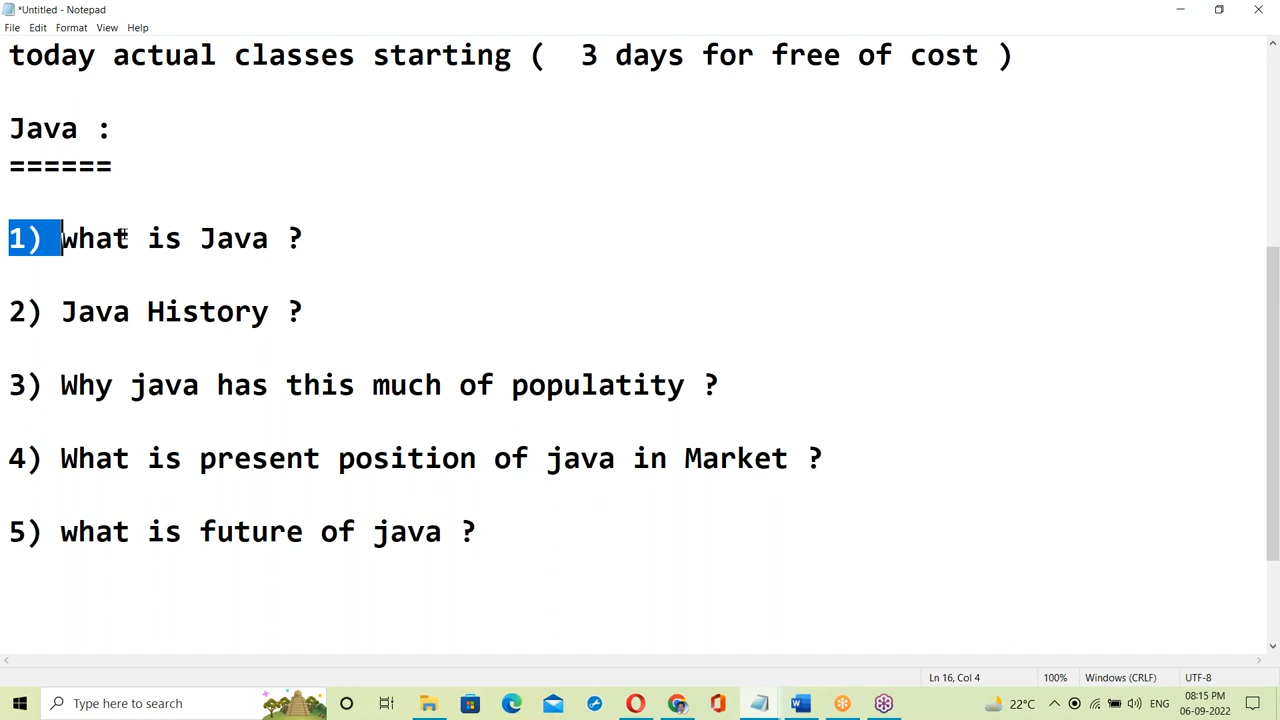 *Untitled - Notepad
File Edit Format View Help
today actual classes starting (  3 days for free of cost )
Java :
======
1) what is Java ?
2) Java History ?
3) Why java has this much of populatity ?
4) What is present position of java in Market ?
5) what is future of java ?
Ln 16, Col 4 100% Windows (CRLF) UTF-8
Type here to search
22°C ENG 08:15 PM
06-09-2022